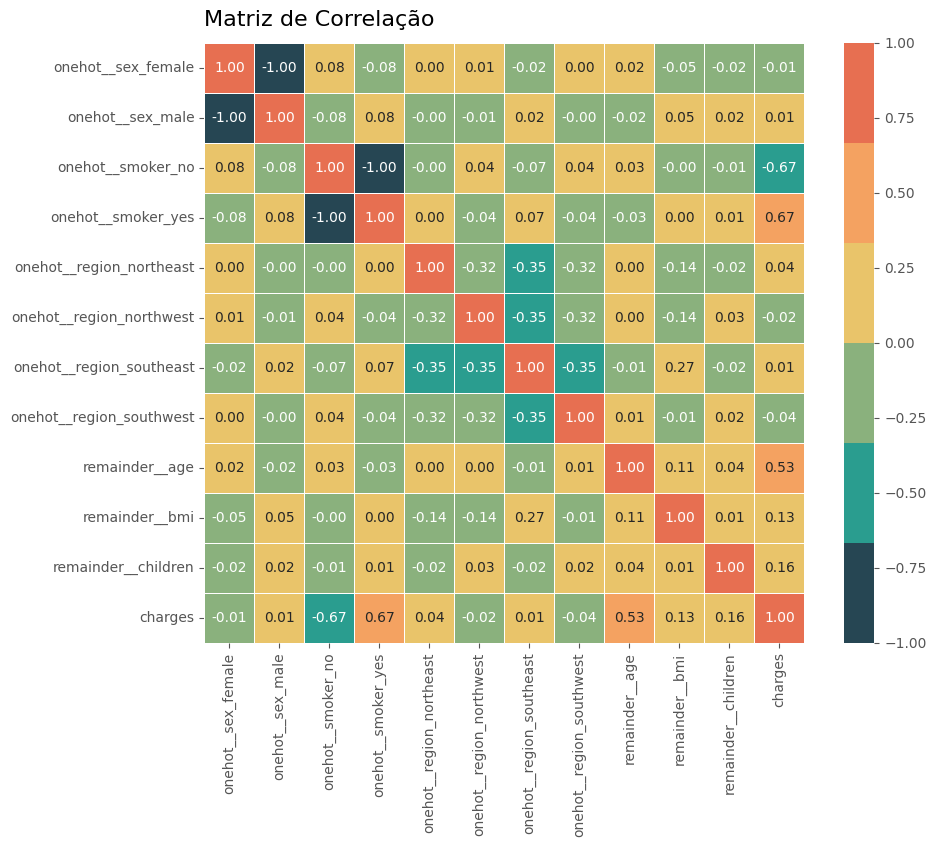 Matriz de Correlação
onehot__sex_female 1.00 -1.00 0.08 -0.08 0.00 0.01 -0.02 0.00 0.02 -0.05 -0.02 -0.01
onehot__sex_male -1.00 1.00 -0.08 0.08 -0.00 -0.01 0.02 -0.00 -0.02 0.05 0.02 0.01
onehot__smoker_no 0.08 -0.08 1.00 -1.00 -0.00 0.04 -0.07 0.04 0.03 -0.00 -0.01 -0.67
onehot__smoker_yes -0.08 0.08 -1.00 1.00 0.00 -0.04 0.07 -0.04 -0.03 0.00 0.01 0.67
onehot__region_northeast 0.00 -0.00 -0.00 0.00 1.00 -0.32 -0.35 -0.32 0.00 -0.14 -0.02 0.04
onehot__region_northwest 0.01 -0.01 0.04 -0.04 -0.32 1.00 -0.35 -0.32 0.00 -0.14 0.03 -0.02
onehot__region_southeast -0.02 0.02 -0.07 0.07 -0.35 -0.35 1.00 -0.35 -0.01 0.27 -0.02 0.01
onehot__region_southwest 0.00 -0.00 0.04 -0.04 -0.32 -0.32 -0.35 1.00 0.01 -0.01 0.02 -0.04
remainder__age 0.02 -0.02 0.03 -0.03 0.00 0.00 -0.01 0.01 1.00 0.11 0.04 0.53
remainder__bmi -0.05 0.05 -0.00 0.00 -0.14 -0.14 0.27 -0.01 0.11 1.00 0.01 0.13
remainder__children -0.02 0.02 -0.01 0.01 -0.02 0.03 -0.02 0.02 0.04 0.01 1.00 0.16
charges -0.01 0.01 -0.67 0.67 0.04 -0.02 0.01 -0.04 0.53 0.13 0.16 1.00
onehot__sex_female
onehot__sex_male
onehot__smoker_no
onehot__smoker_yes
onehot__region_northeast
onehot__region_northwest
onehot__region_southeast
onehot__region_southwest
remainder__age
remainder__bmi
remainder__children
charges
1.00
0.75
0.50
0.25
0.00
−0.25
−0.50
−0.75
−1.00